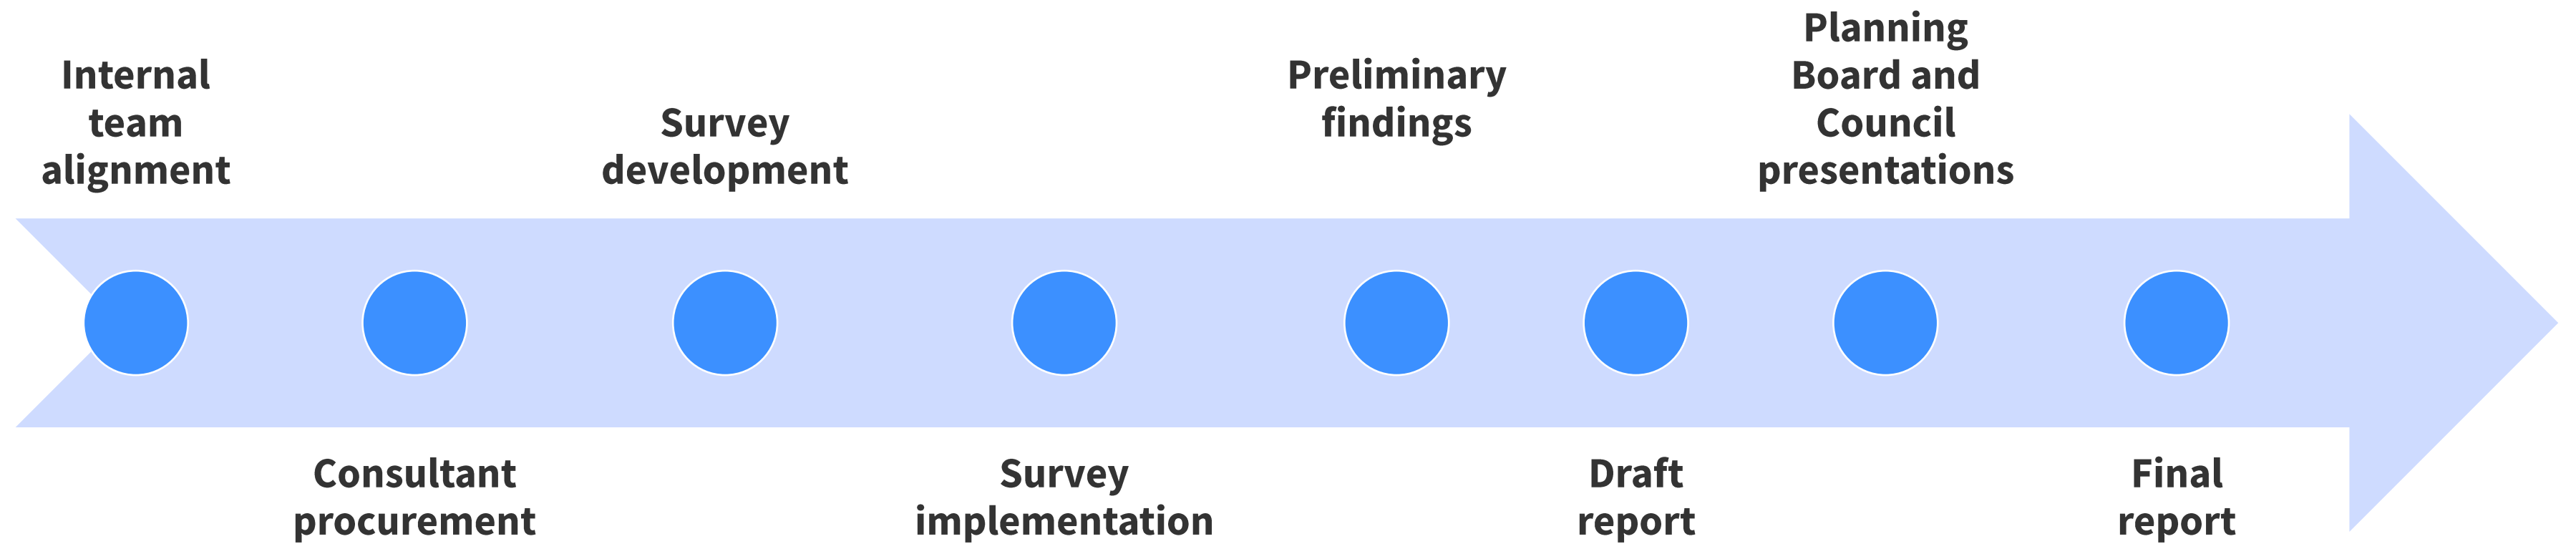 Internal
team
alignment
Consultant
procurement
Survey
development
Survey
implementation
Preliminary
findings
Draft
report
Planning
Board and
Council
presentations
Final
report